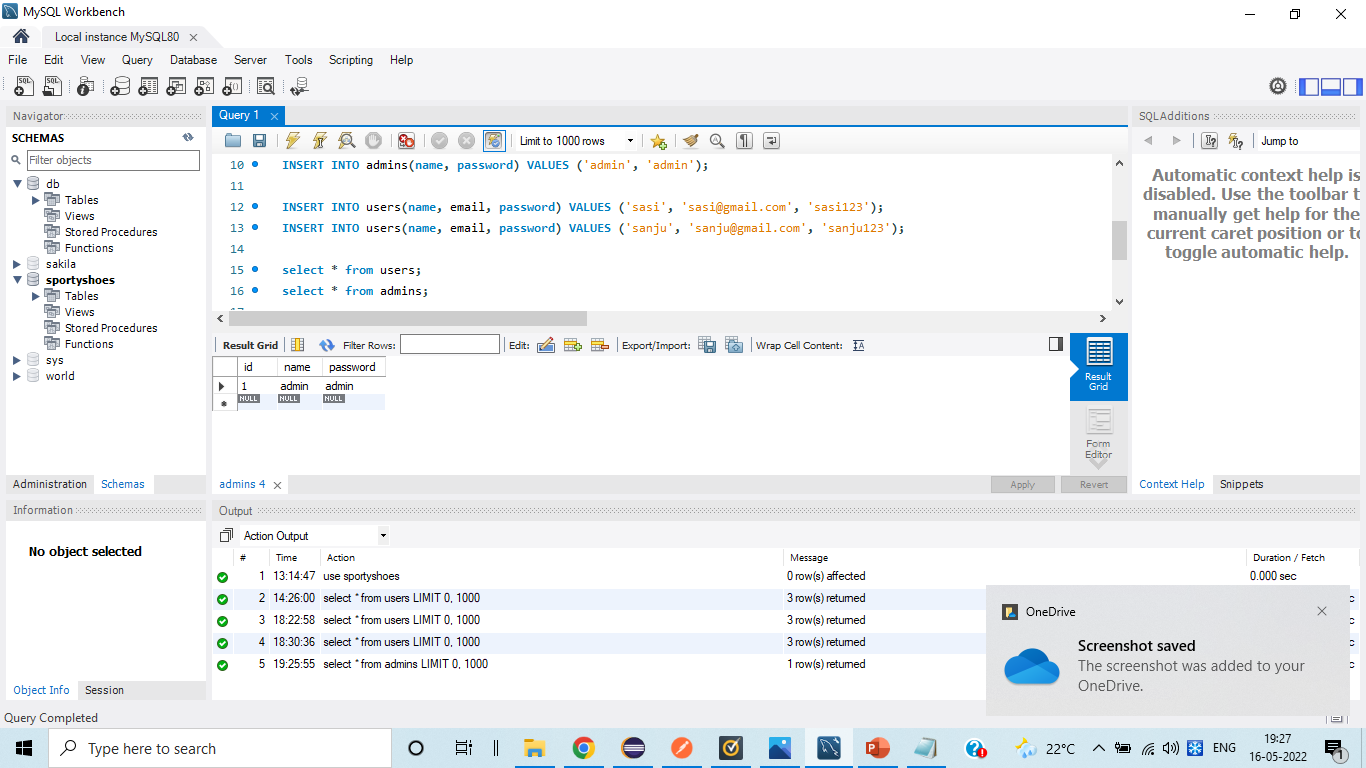 MySQL Workbench
Local instance MySQL80
File Edit View Query Database Server Tools Scripting Help
Navigator
SCHEMAS
Filter objects
db
Tables
Views
Stored Procedures
Functions
sakila
sportyshoes
Tables
Views
Stored Procedures
Functions
sys
world
Administration Schemas
Information
No object selected
Object Info Session
Query 1
Limit to 1000 rows
10 INSERT INTO admins(name, password) VALUES ('admin', 'admin');
11
12 INSERT INTO users(name, email, password) VALUES ('sasi', 'sasi@gmail.com', 'sasi123');
13 INSERT INTO users(name, email, password) VALUES ('sanju', 'sanju@gmail.com', 'sanju123');
14
15 select * from users;
16 select * from admins;
Result Grid Filter Rows: Edit: Export/Import: Wrap Cell Content:
id name password
1 admin admin
NULL NULL NULL
Result
Grid
Form
Editor
admins 4 Apply Revert
SQLAdditions
Jump to
Automatic context help is
disabled. Use the toolbar
manually get help for the
current caret position or
toggle automatic help.
Context Help Snippets
Output
Action Output
# Time Action Message Duration / Fetch
1 13:14:47 use sportyshoes 0 row(s) affected 0.000 sec
2 14:26:00 select * from users LIMIT 0, 1000 3 row(s) returned
3 18:22:58 select * from users LIMIT 0, 1000 3 row(s) returned
4 18:30:36 select * from users LIMIT 0, 1000 3 row(s) returned
5 19:25:55 select * from admins LIMIT 0, 1000 1 row(s) returned
OneDrive
Screenshot saved
The screenshot was added to your
OneDrive.
Query Completed
Type here to search
22°C
ENG
19:27
16-05-2022
1